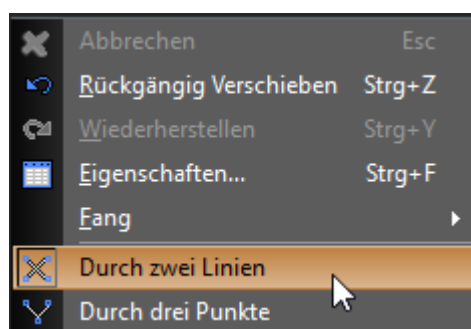 Abbrechen Esc
Rückgängig Verschieben Strg+Z
Wiederherstellen Strg+Y
Eigenschaften... Strg+F
Fang
Durch zwei Linien
Durch drei Punkte